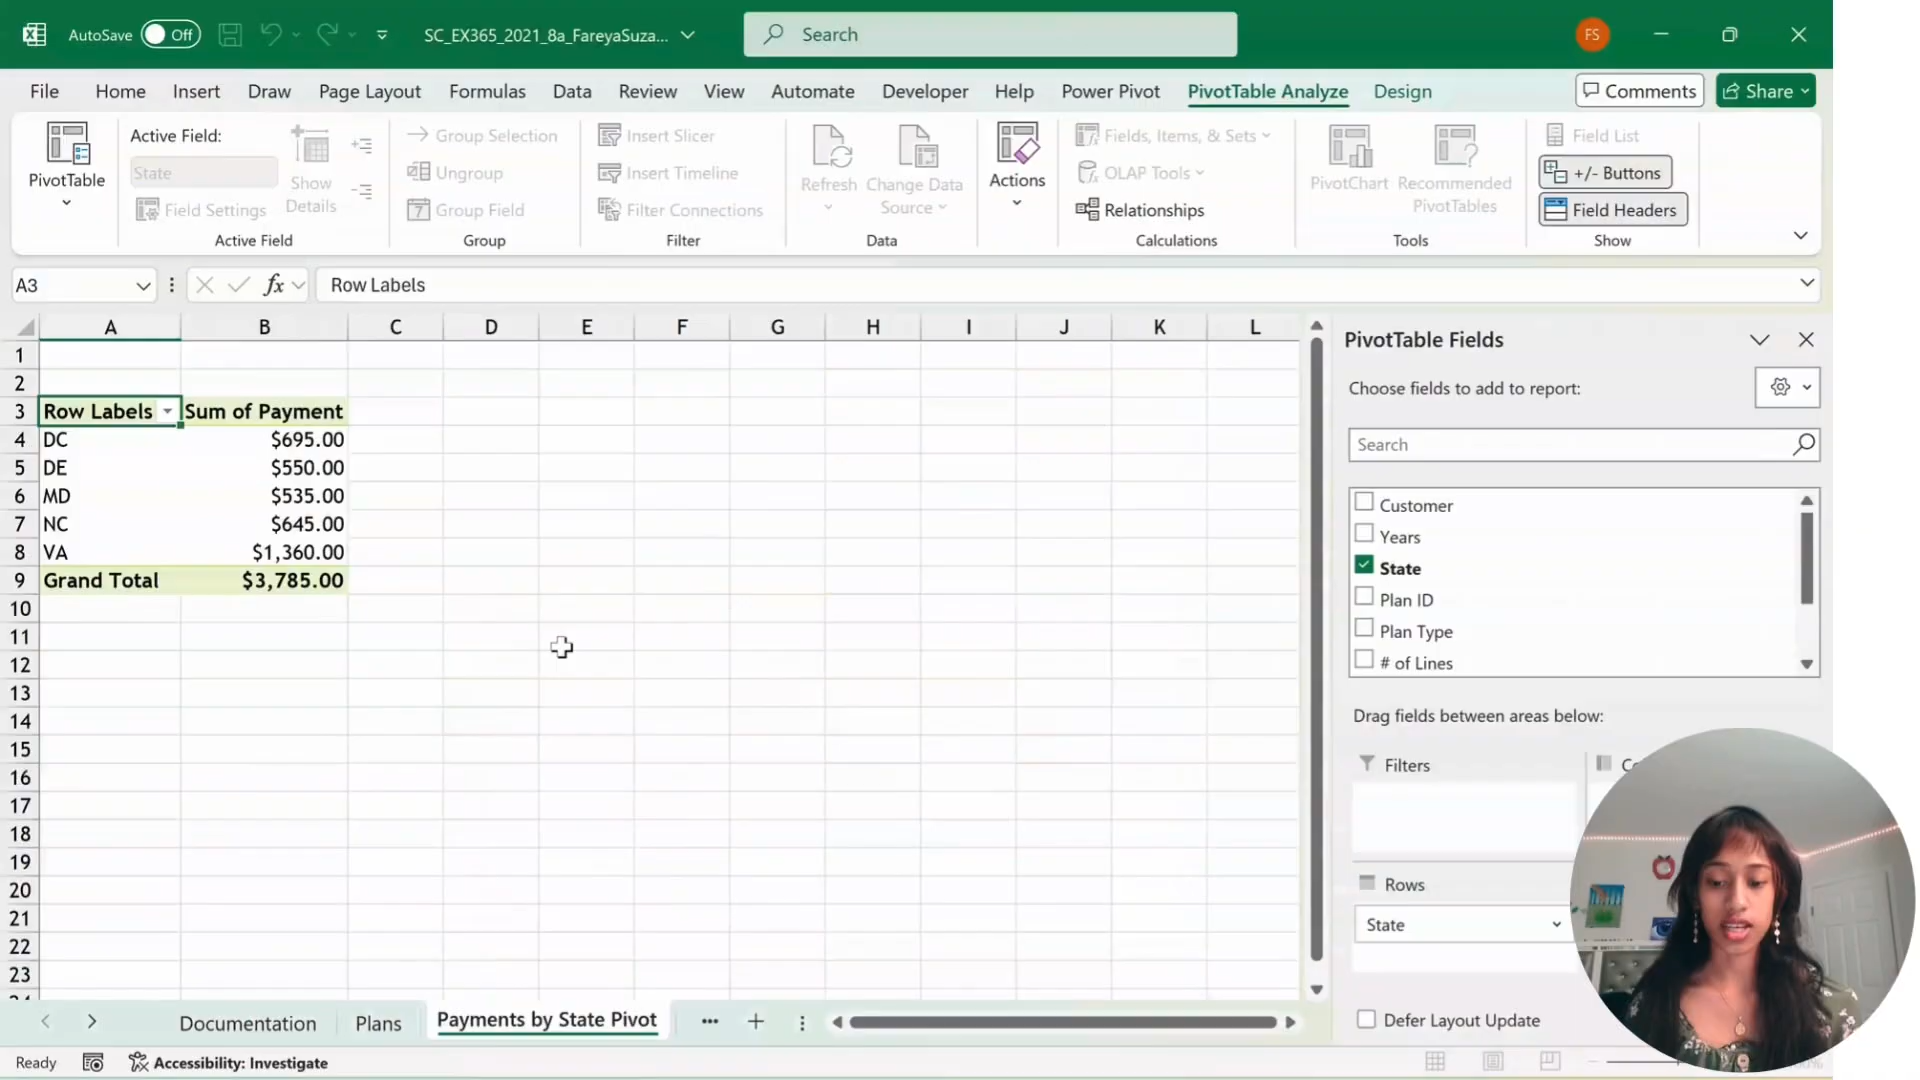 AutoSave Off SC_EX365_2021_8a_FareyaSuza... Search FS
File Home Insert Draw Page Layout Formulas Data Review View Automate Developer Help Power Pivot PivotTable Analyze Design Comments Share
PivotTable
Active Field:
State
Field Settings
Show Details
Active Field
Group Selection
Ungroup
Group Field
Group
Insert Slicer
Insert Timeline
Filter Connections
Filter
Refresh
Change Data Source
Data
Actions
Fields, Items, & Sets
OLAP Tools
Relationships
Calculations
PivotChart
Recommended PivotTables
Tools
Field List
+/- Buttons
Field Headers
Show
A3 fx Row Labels
A B C D E F G H I J K L
1
2
3 Row Labels Sum of Payment
4 DC $695.00
5 DE $550.00
6 MD $535.00
7 NC $645.00
8 VA $1,360.00
9 Grand Total $3,785.00
10
11
12
13
14
15
16
17
18
19
20
21
22
23
PivotTable Fields
Choose fields to add to report:
Search
Customer
Years
State
Plan ID
Plan Type
# of Lines
Drag fields between areas below:
Filters
Rows
State
Defer Layout Update
Documentation Plans Payments by State Pivot
Ready Accessibility: Investigate